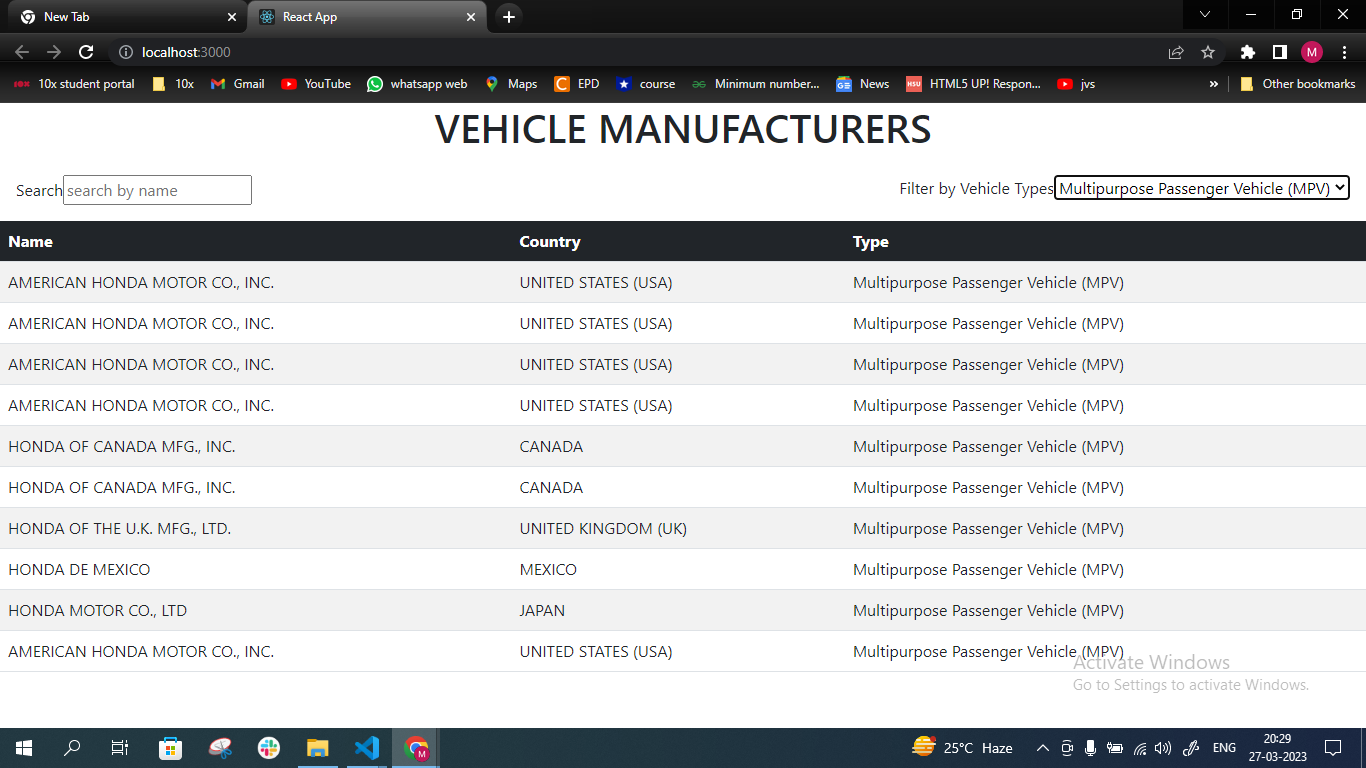 New Tab
React App
M
localhost:3000
10x student portal
10x
Gmail
YouTube
whatsapp web
Maps
EPD
course
Minimum number...
News
HTML5 UP! Respon...
jvs
»
Other bookmarks
VEHICLE MANUFACTURERS
Search search by name
Filter by Vehicle Types Multipurpose Passenger Vehicle (MPV)
Name Country Type
AMERICAN HONDA MOTOR CO., INC. UNITED STATES (USA) Multipurpose Passenger Vehicle (MPV)
AMERICAN HONDA MOTOR CO., INC. UNITED STATES (USA) Multipurpose Passenger Vehicle (MPV)
AMERICAN HONDA MOTOR CO., INC. UNITED STATES (USA) Multipurpose Passenger Vehicle (MPV)
AMERICAN HONDA MOTOR CO., INC. UNITED STATES (USA) Multipurpose Passenger Vehicle (MPV)
HONDA OF CANADA MFG., INC. CANADA Multipurpose Passenger Vehicle (MPV)
HONDA OF CANADA MFG., INC. CANADA Multipurpose Passenger Vehicle (MPV)
HONDA OF THE U.K. MFG., LTD. UNITED KINGDOM (UK) Multipurpose Passenger Vehicle (MPV)
HONDA DE MEXICO MEXICO Multipurpose Passenger Vehicle (MPV)
HONDA MOTOR CO., LTD JAPAN Multipurpose Passenger Vehicle (MPV)
AMERICAN HONDA MOTOR CO., INC. UNITED STATES (USA) Multipurpose Passenger Vehicle (MPV)
Activate Windows
Go to Settings to activate Windows.
M
25°C Haze
ENG
20:29
27-03-2023